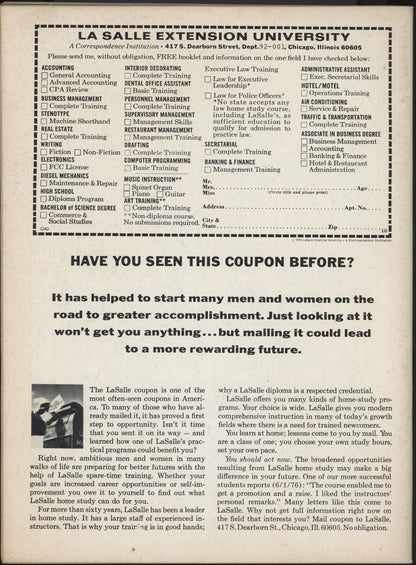 LA SALLE EXTENSION UNIVERSITY
A Correspondence Institution • 417 S. Dearborn Street, Dept. 92-001, Chicago, Illinois 60605
Please send me, without obligation, FREE booklet and information on the one field I have checked below:
ACCOUNTING
General Accounting
Advanced Accounting
CPA Review
BUSINESS MANAGEMENT
Complete Training
STENOTYPE
Machine Shorthand
REAL ESTATE
Complete Training
WRITING
Fiction Non-Fiction
ELECTRONICS
FCC License
DIESEL MECHANICS
Maintenance & Repair
HIGH SCHOOL
Diploma Program
BACHELOR of SCIENCE DEGREE
Commerce &
Social Studies
INTERIOR DECORATING
Complete Training
DENTAL OFFICE ASSISTANT
Basic Training
PERSONNEL MANAGEMENT
Complete Training
SUPERVISORY MANAGEMENT
Management Skills
RESTAURANT MANAGEMENT
Management Training
DRAFTING
Complete Training
COMPUTER PROGRAMMING
Basic Training
MUSIC INSTRUCTION**
Spinet Organ
Piano Guitar
ART TRAINING**
Complete Training
**Non-diploma course.
No submissions required.
Executive Law Training
Law for Executive
Leadership*
Law for Police Officers*
*No state accepts any
law home study course,
including LaSalle's, as
sufficient education to
qualify for admission to
practice law.
SECRETARIAL
Complete Training
BANKING & FINANCE
Management Training
ADMINISTRATIVE ASSISTANT
Exec. Secretarial Skills
HOTEL/MOTEL
Operations Training
AIR CONDITIONING
Service & Repair
TRAFFIC & TRANSPORTATION
Complete Training
ASSOCIATE IN BUSINESS DEGREE
Business Management
Accounting
Banking & Finance
Hotel & Restaurant
Administration
Mr.
Mrs. Age
Miss (Circle title and please print)
Address Apt. No.
City &
State Zip
HAVE YOU SEEN THIS COUPON BEFORE?
It has helped to start many men and women on the
road to greater accomplishment. Just looking at it
won't get you anything...but mailing it could lead
to a more rewarding future.
The LaSalle coupon is one of the
most often-seen coupons in Ameri-
ca. To many of those who have al-
ready mailed it, it has proved a first
step to opportunity. Isn't it time
that you sent it on its way — and
learned how one of LaSalle's prac-
tical programs could benefit you?
Right now, ambitious men and women in many
walks of life are preparing for better futures with the
help of LaSalle spare-time training. Whether your
goals are increased career opportunities or self-im-
provement you owe it to yourself to find out what
LaSalle home study can do for you.
For more than sixty years, LaSalle has been a leader
in home study. It has a large staff of experienced in-
structors. That is why training is in good hands;
why a LaSalle diploma is a respected credential.
LaSalle offers you many kinds of home-study pro-
grams. Your choice is wide. LaSalle gives you modern
comprehensive instruction in many of today's growth
fields where there is a need for trained newcomers.
You learn at home; lessons come to you by mail. You
are a class of one; you choose your own study hours,
set your own pace.
You should act now. The broadened opportunities
resulting from LaSalle home study may make a big
difference in your future. One of our more successful
students reports (6/1/76): "The course enabled me to
get a promotion and a raise. I liked the instructors'
personal remarks." Many letters like this come to
LaSalle. Why not get full information right now on
the field that interests you? Mail coupon to LaSalle,
417 S. Dearborn St., Chicago, Ill. 60605. No obligation.